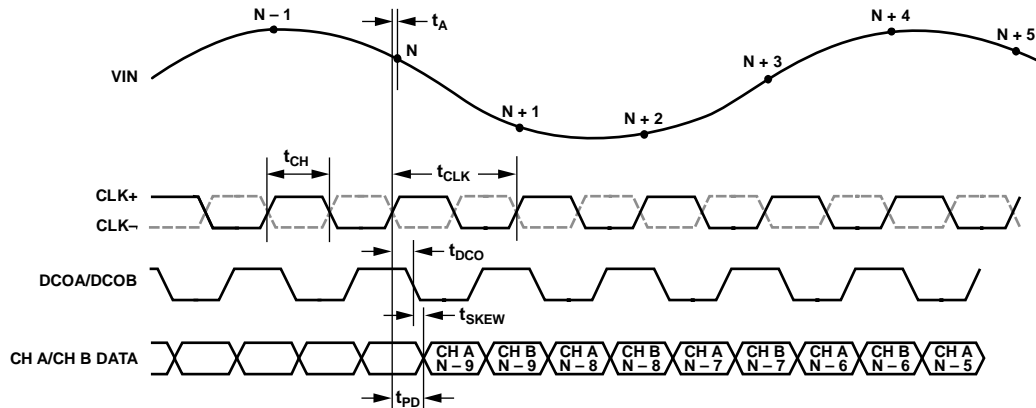 N – 1
tA
N
N + 1
N + 2
N + 3
N + 4
N + 5
VIN
tCH
tCLK
CLK+
CLK–
tDCO
DCOA/DCOB
tSKEW
CH A/CH B DATA
CH A
N – 9
CH B
N – 9
CH A
N – 8
CH B
N – 8
CH A
N – 7
CH B
N – 7
CH A
N – 6
CH B
N – 6
CH A
N – 5
tPD